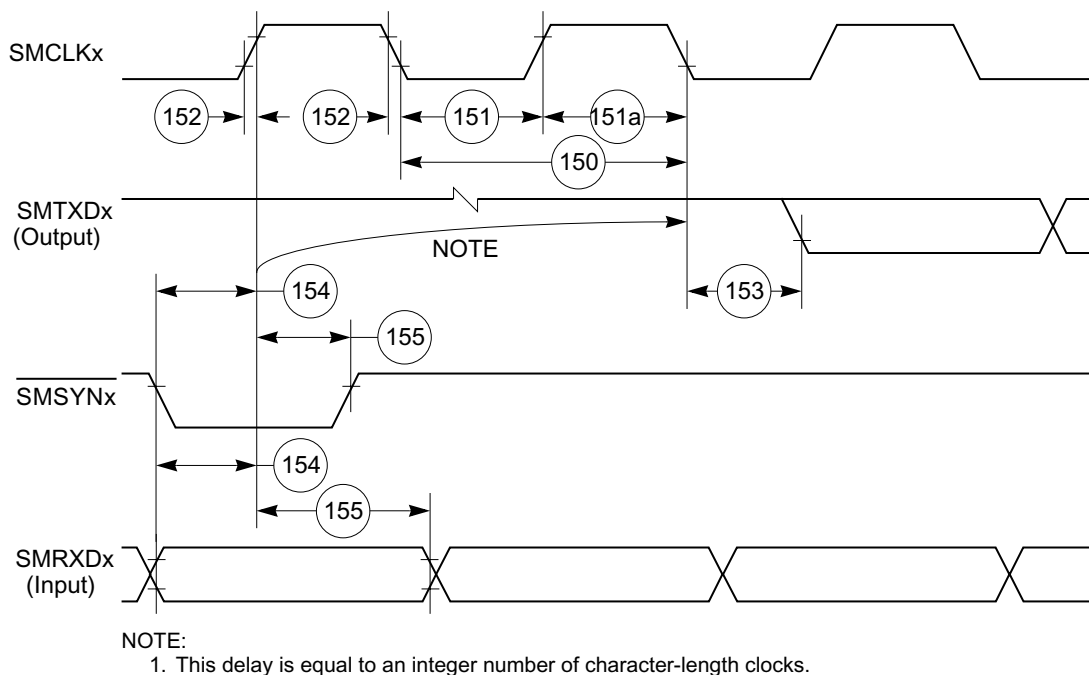 SMCLKx
152
152
151
151a
150
SMTXDx
(Output)
NOTE
154
153
155
SMSYNx
154
155
SMRXDx
(Input)
NOTE:
1. This delay is equal to an integer number of character-length clocks.